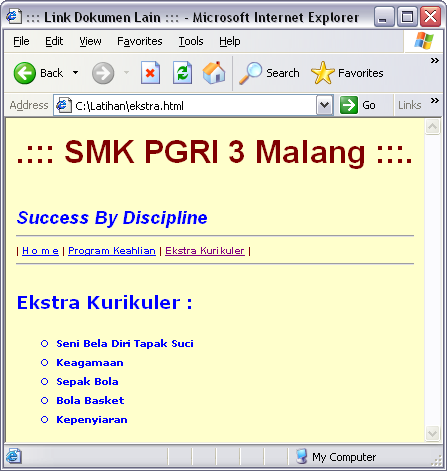 ::: Link Dokumen Lain ::: - Microsoft Internet Explorer
File Edit View Favorites Tools Help
Back Search Favorites
Address C:\Latihan\ekstra.html Go Links
.::: SMK PGRI 3 Malang :::.
Success By Discipline
| H o m e | Program Keahlian | Ekstra Kurikuler |
Ekstra Kurikuler :
Seni Bela Diri Tapak Suci
Keagamaan
Sepak Bola
Bola Basket
Kepenyiaran
My Computer